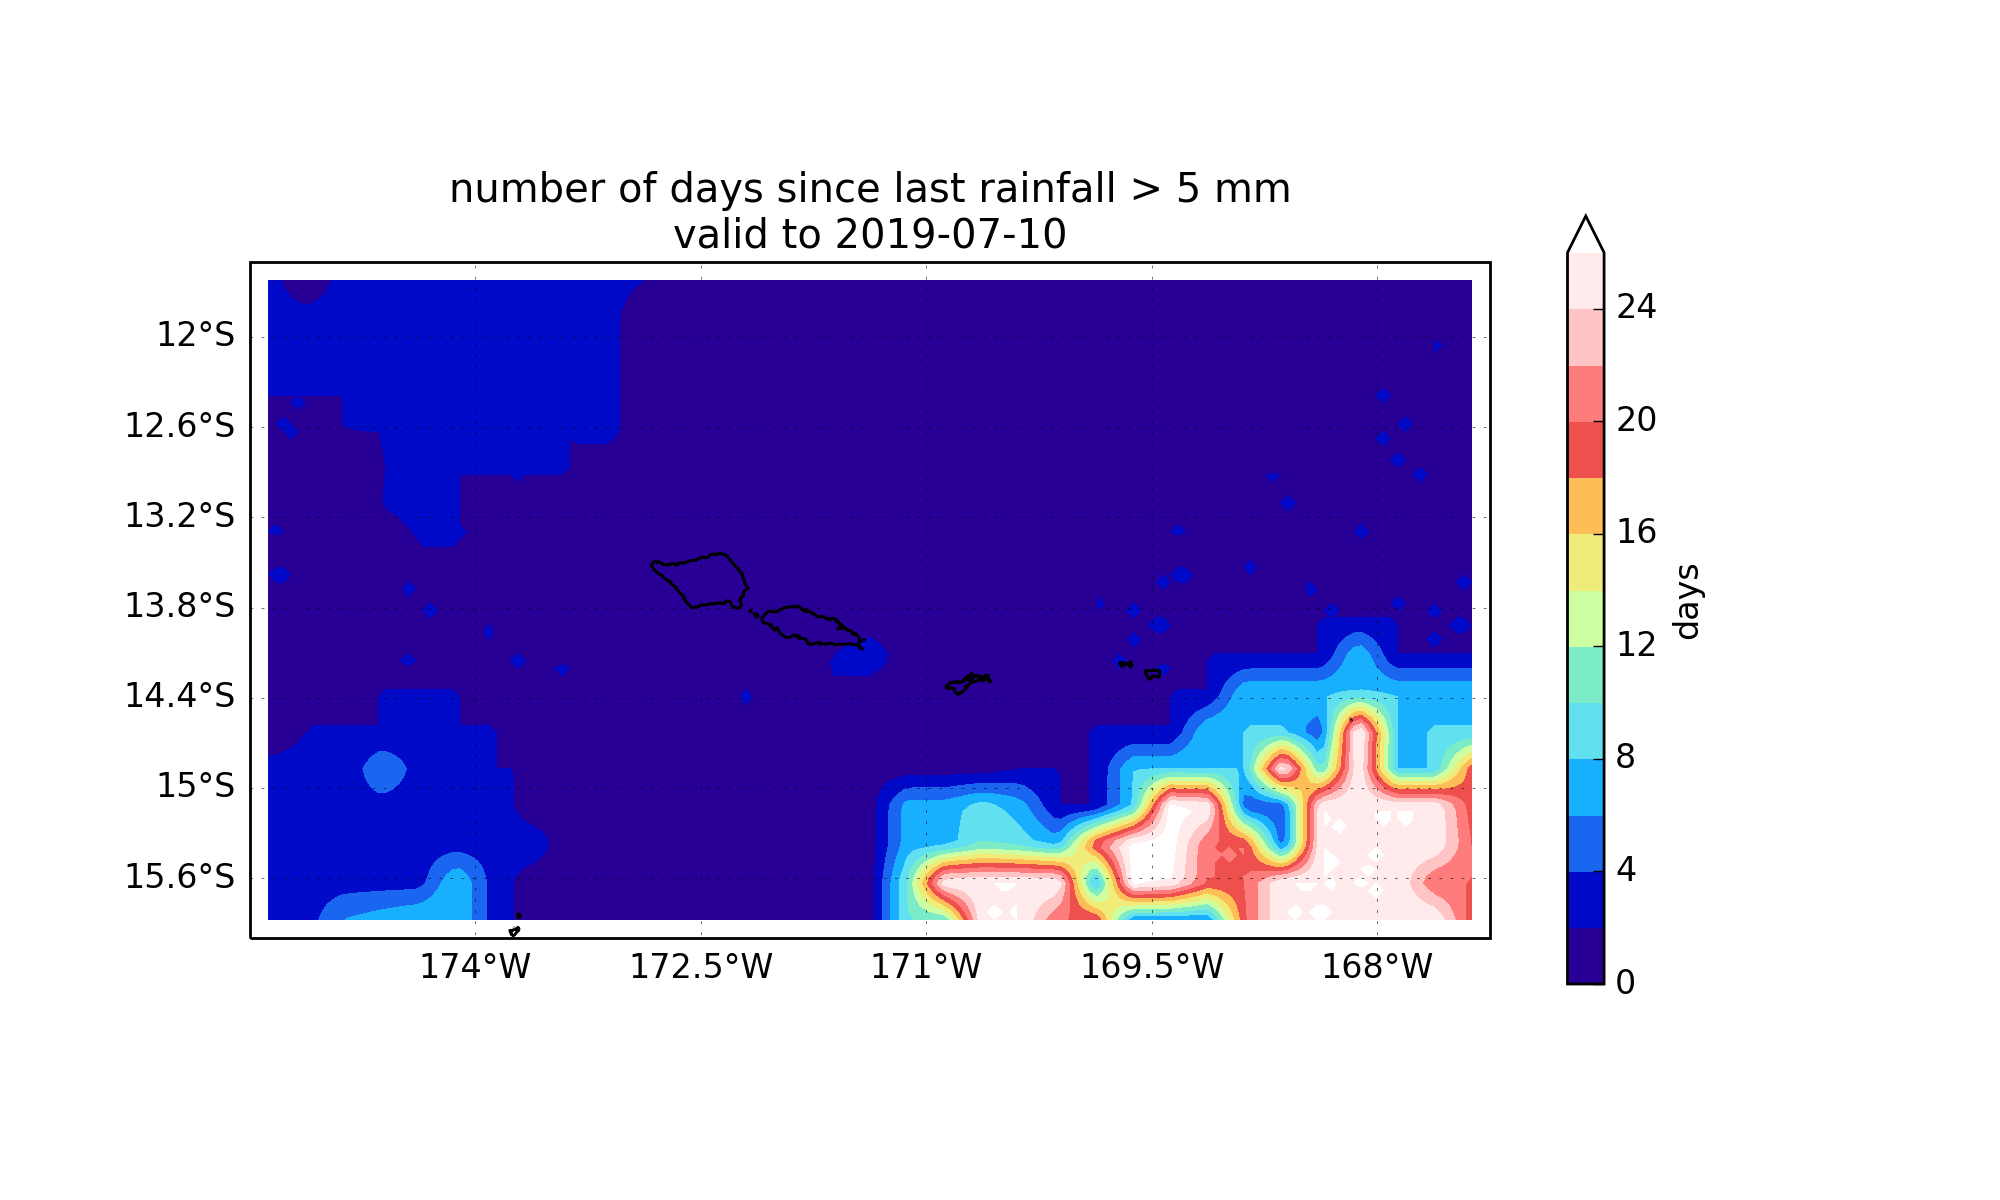 number of days since last rainfall > 5 mm
valid to 2019-07-10
12°S
12.6°S
13.2°S
13.8°S
14.4°S
15°S
15.6°S
174°W
172.5°W
171°W
169.5°W
168°W
24
20
16
12
8
4
0
days